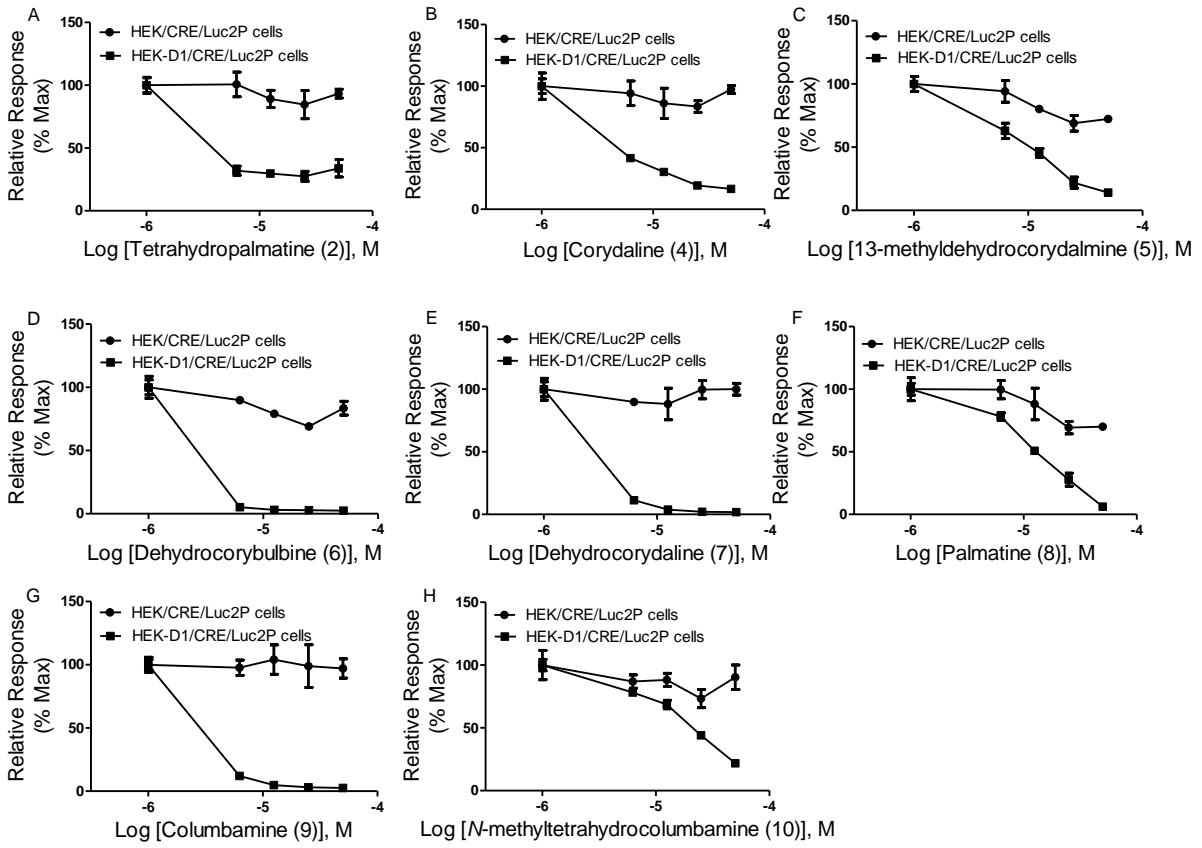 A
Relative Response
(% Max)
150
100
50
0
-6
-5
-4
HEK/CRE/Luc2P cells
HEK-D1/CRE/Luc2P cells
Log [Tetrahydropalmatine (2)], M
B
Relative Response
(% Max)
150
100
50
0
-6
-5
-4
HEK/CRE/Luc2P cells
HEK-D1/CRE/Luc2P cells
Log [Corydaline (4)], M
C
Relative Response
(% Max)
150
100
50
0
-6
-5
-4
HEK/CRE/Luc2P cells
HEK-D1/CRE/Luc2P cells
Log [13-methyldehydrocorydalmine (5)], M
D
Relative Response
(% Max)
150
100
50
0
-6
-5
-4
HEK/CRE/Luc2P cells
HEK-D1/CRE/Luc2P cells
Log [Dehydrocorybulbine (6)], M
E
Relative Response
(% Max)
150
100
50
0
-6
-5
-4
HEK/CRE/Luc2P cells
HEK-D1/CRE/Luc2P cells
Log [Dehydrocorydaline (7)], M
F
Relative Response
(% Max)
150
100
50
0
-6
-5
-4
HEK/CRE/Luc2P cells
HEK-D1/CRE/Luc2P cells
Log [Palmatine (8)], M
G
Relative Response
(% Max)
150
100
50
0
-6
-5
-4
HEK/CRE/Luc2P cells
HEK-D1/CRE/Luc2P cells
Log [Columbamine (9)], M
H
Relative Response
(% Max)
150
100
50
0
-6
-5
-4
HEK/CRE/Luc2P cells
HEK-D1/CRE/Luc2P cells
Log [N-methyltetrahydrocolumbamine (10)], M